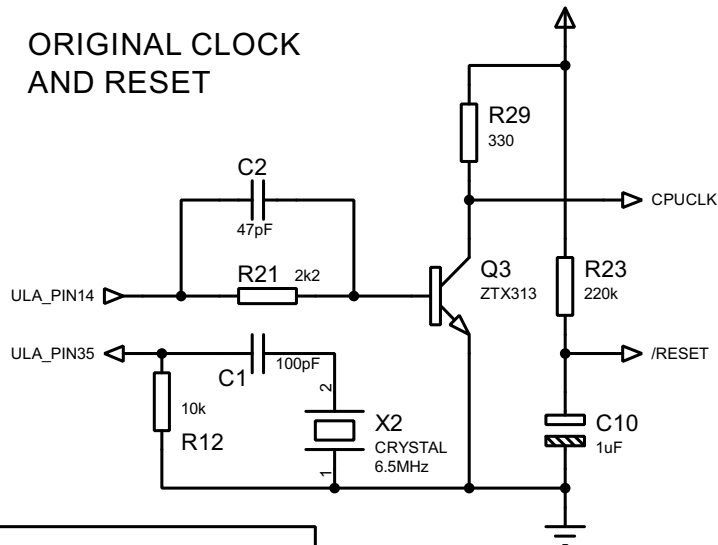 ORIGINAL CLOCK
AND RESET
R29
330
C2
47pF
CPUCLK
R21 2k2
Q3
ZTX313
R23
220k
ULA_PIN14
ULA_PIN35
/RESET
C1
100pF
10k
R12
2
1
X2
CRYSTAL
6.5MHz
C10
1uF